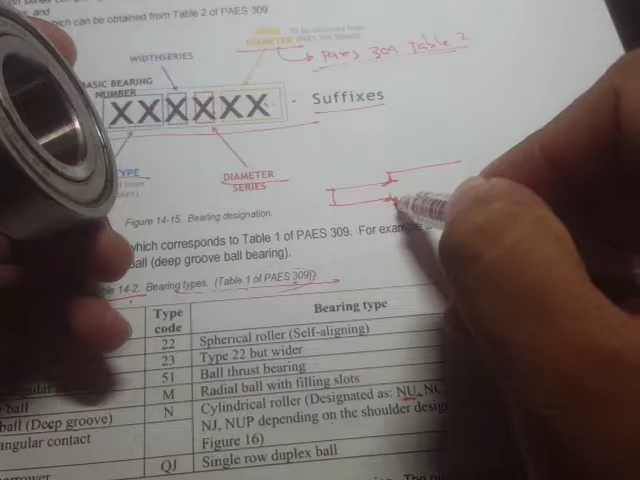 and
which can be obtained from Table 2 of PAES 309
DIAMETER
PAES 309 Table 2
WIDTHSERIES
BASIC BEARING
NUMBER
XXXXXX - Suffixes
TYPE
DIAMETER
SERIES
Figure 14-15. Bearing designation.
which corresponds to Table 1 of PAES 309. For example
ball (deep groove ball bearing).
14-2. Bearing types. (Table 1 of PAES 309)
Type code Bearing type
22 Spherical roller (Self-aligning)
23 Type 22 but wider
51 Ball thrust bearing
M Radial ball with filling slots
ball N Cylindrical roller (Designated as: NU,
ball (Deep groove) NJ, NUP depending on the shoulder
angular contact Figure 16)
narrower QJ Single row duplex ball